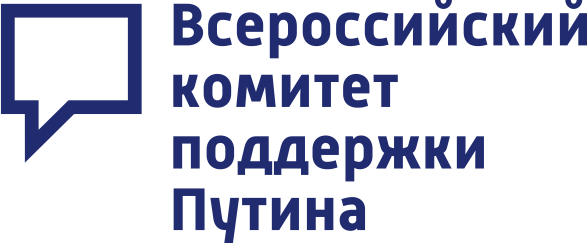 Всероссийский
комитет
поддержки
Путина